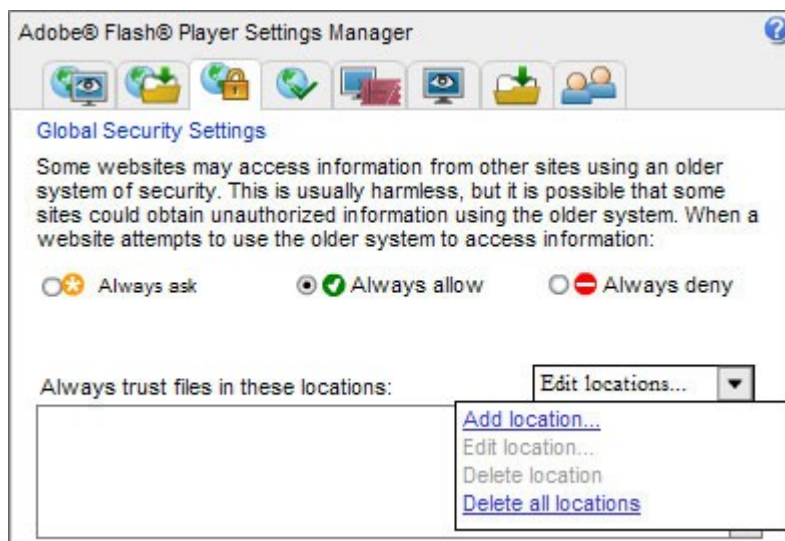 Adobe® Flash® Player Settings Manager
Global Security Settings
Some websites may access information from other sites using an older
system of security. This is usually harmless, but it is possible that some
sites could obtain unauthorized information using the older system. When a
website attempts to use the older system to access information:
Always ask Always allow Always deny
Always trust files in these locations: Edit locations...
Add location...
Edit location...
Delete location
Delete all locations